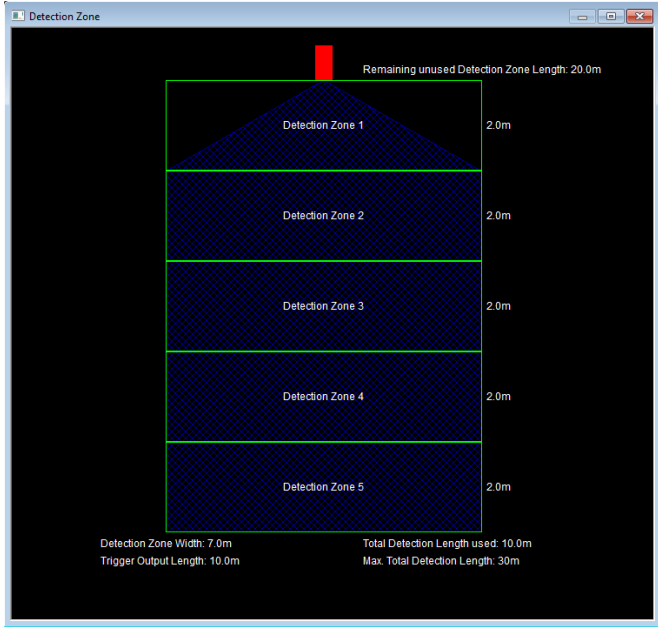 Detection Zone
Remaining unused Detection Zone Length: 20.0m
Detection Zone 1 2.0m
Detection Zone 2 2.0m
Detection Zone 3 2.0m
Detection Zone 4 2.0m
Detection Zone 5 2.0m
Detection Zone Width: 7.0m Total Detection Length used: 10.0m
Trigger Output Length: 10.0m Max. Total Detection Length: 30m